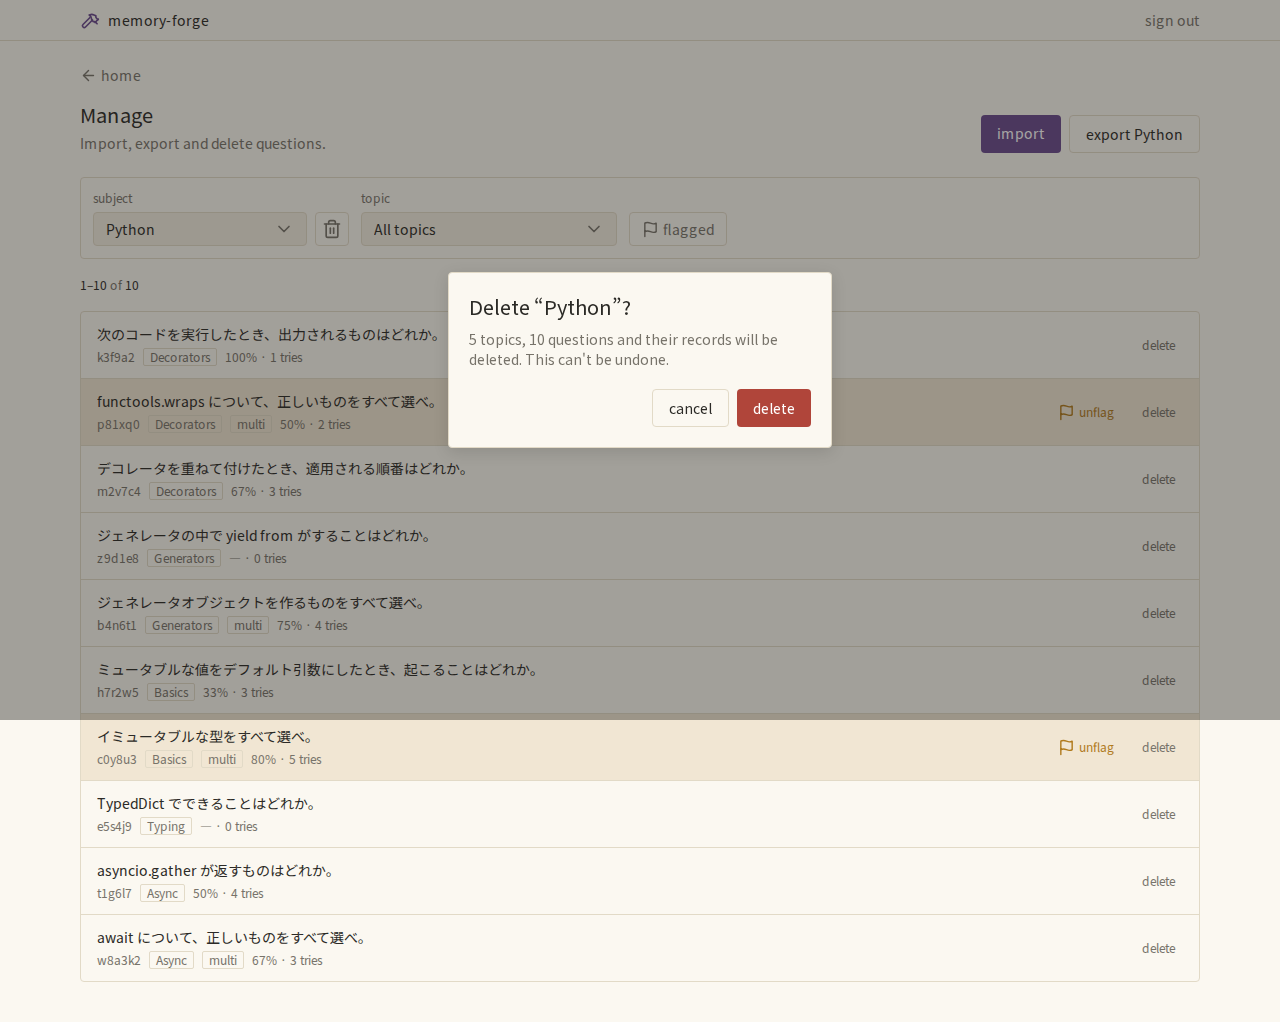 memory-forge
sign out
home
Manage
Import, export and delete questions.
import
export Python
subject
topic
Python
All topics
flagged
1–10 of 10
Delete “Python”?
5 topics, 10 questions and their records will be
deleted. This can't be undone.
cancel
delete
次のコードを実行したとき、出力されるものはどれか。
k3f9a2 Decorators 100% · 1 tries
delete
functools.wraps について、正しいものをすべて選べ。
p81xq0 Decorators multi 50% · 2 tries
unflag
delete
デコレータを重ねて付けたとき、適用される順番はどれか。
m2v7c4 Decorators 67% · 3 tries
delete
ジェネレータの中で yield from がすることはどれか。
z9d1e8 Generators — · 0 tries
delete
ジェネレータオブジェクトを作るものをすべて選べ。
b4n6t1 Generators multi 75% · 4 tries
delete
ミュータブルな値をデフォルト引数にしたとき、起こることはどれか。
h7r2w5 Basics 33% · 3 tries
delete
イミュータブルな型をすべて選べ。
c0y8u3 Basics multi 80% · 5 tries
unflag
delete
TypedDict でできることはどれか。
e5s4j9 Typing — · 0 tries
delete
asyncio.gather が返すものはどれか。
t1g6l7 Async 50% · 4 tries
delete
await について、正しいものをすべて選べ。
w8a3k2 Async multi 67% · 3 tries
delete